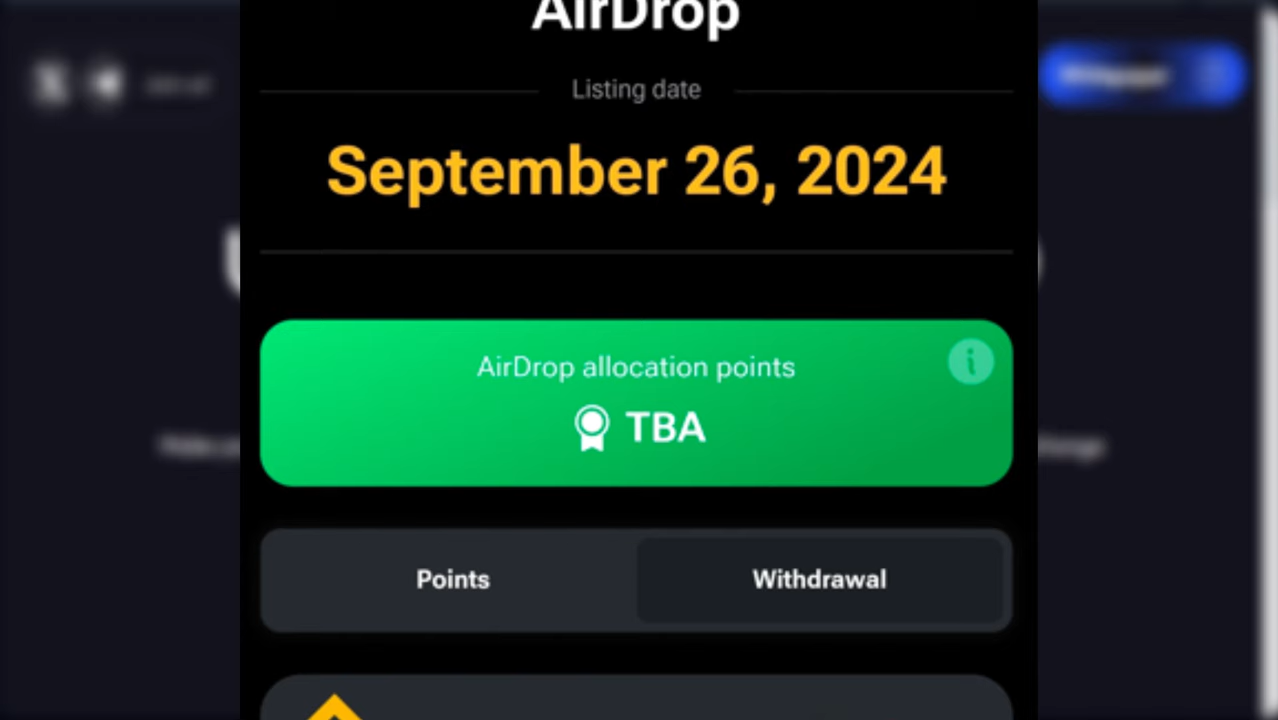 AirDrop
Listing date
September 26, 2024
AirDrop allocation points
TBA
Points
Withdrawal